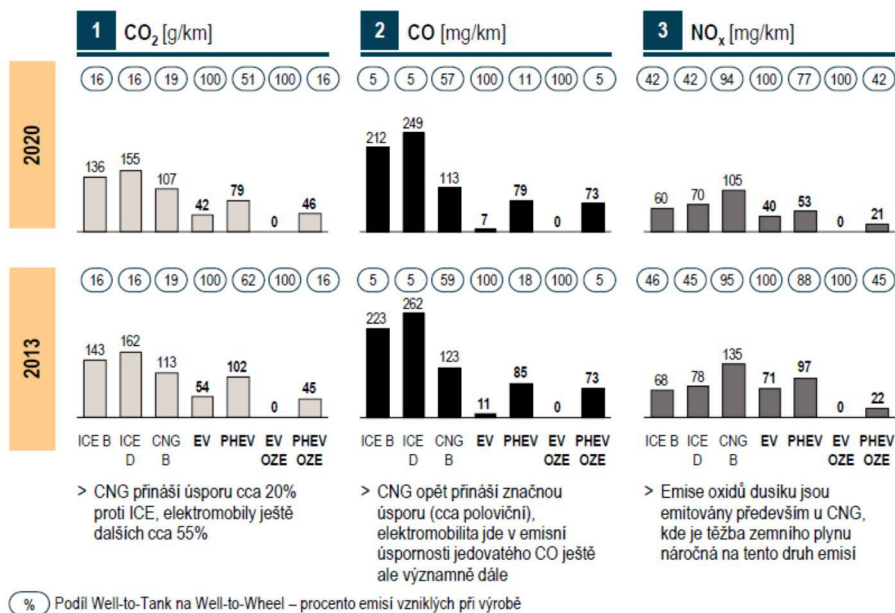 1 CO₂ [g/km] 2 CO [mg/km] 3 NOₓ [mg/km]
2020
16 16 19 100 51 100 16
136 155 107 42 79 0 46
5 5 57 100 11 100 5
212 249 113 7 79 0 73
42 42 94 100 77 100 42
60 70 105 40 53 0 21
2013
16 16 19 100 62 100 16
143 162 113 54 102 0 45
ICE B ICE D CNG B EV PHEV EV OZE PHEV OZE
5 5 59 100 18 100 5
223 262 123 11 85 0 73
ICE B ICE D CNG B EV PHEV EV OZE PHEV OZE
46 45 95 100 88 100 45
68 78 135 71 97 0 22
ICE B ICE D CNG B EV PHEV EV OZE PHEV OZE
> CNG přináší úsporu cca 20%
proti ICE, elektromobily ještě
dalších cca 55%
> CNG opět přináší značnou
úsporu (cca poloviční),
elektromobilita jde v emisní
úspornosti jedovatého CO ještě
ale významně dále
> Emise oxidů dusíku jsou
emitovány především u CNG,
kde je těžba zemního plynu
náročná na tento druh emisí
% Podíl Well-to-Tank na Well-to-Wheel – procento emisí vzniklých při výrobě